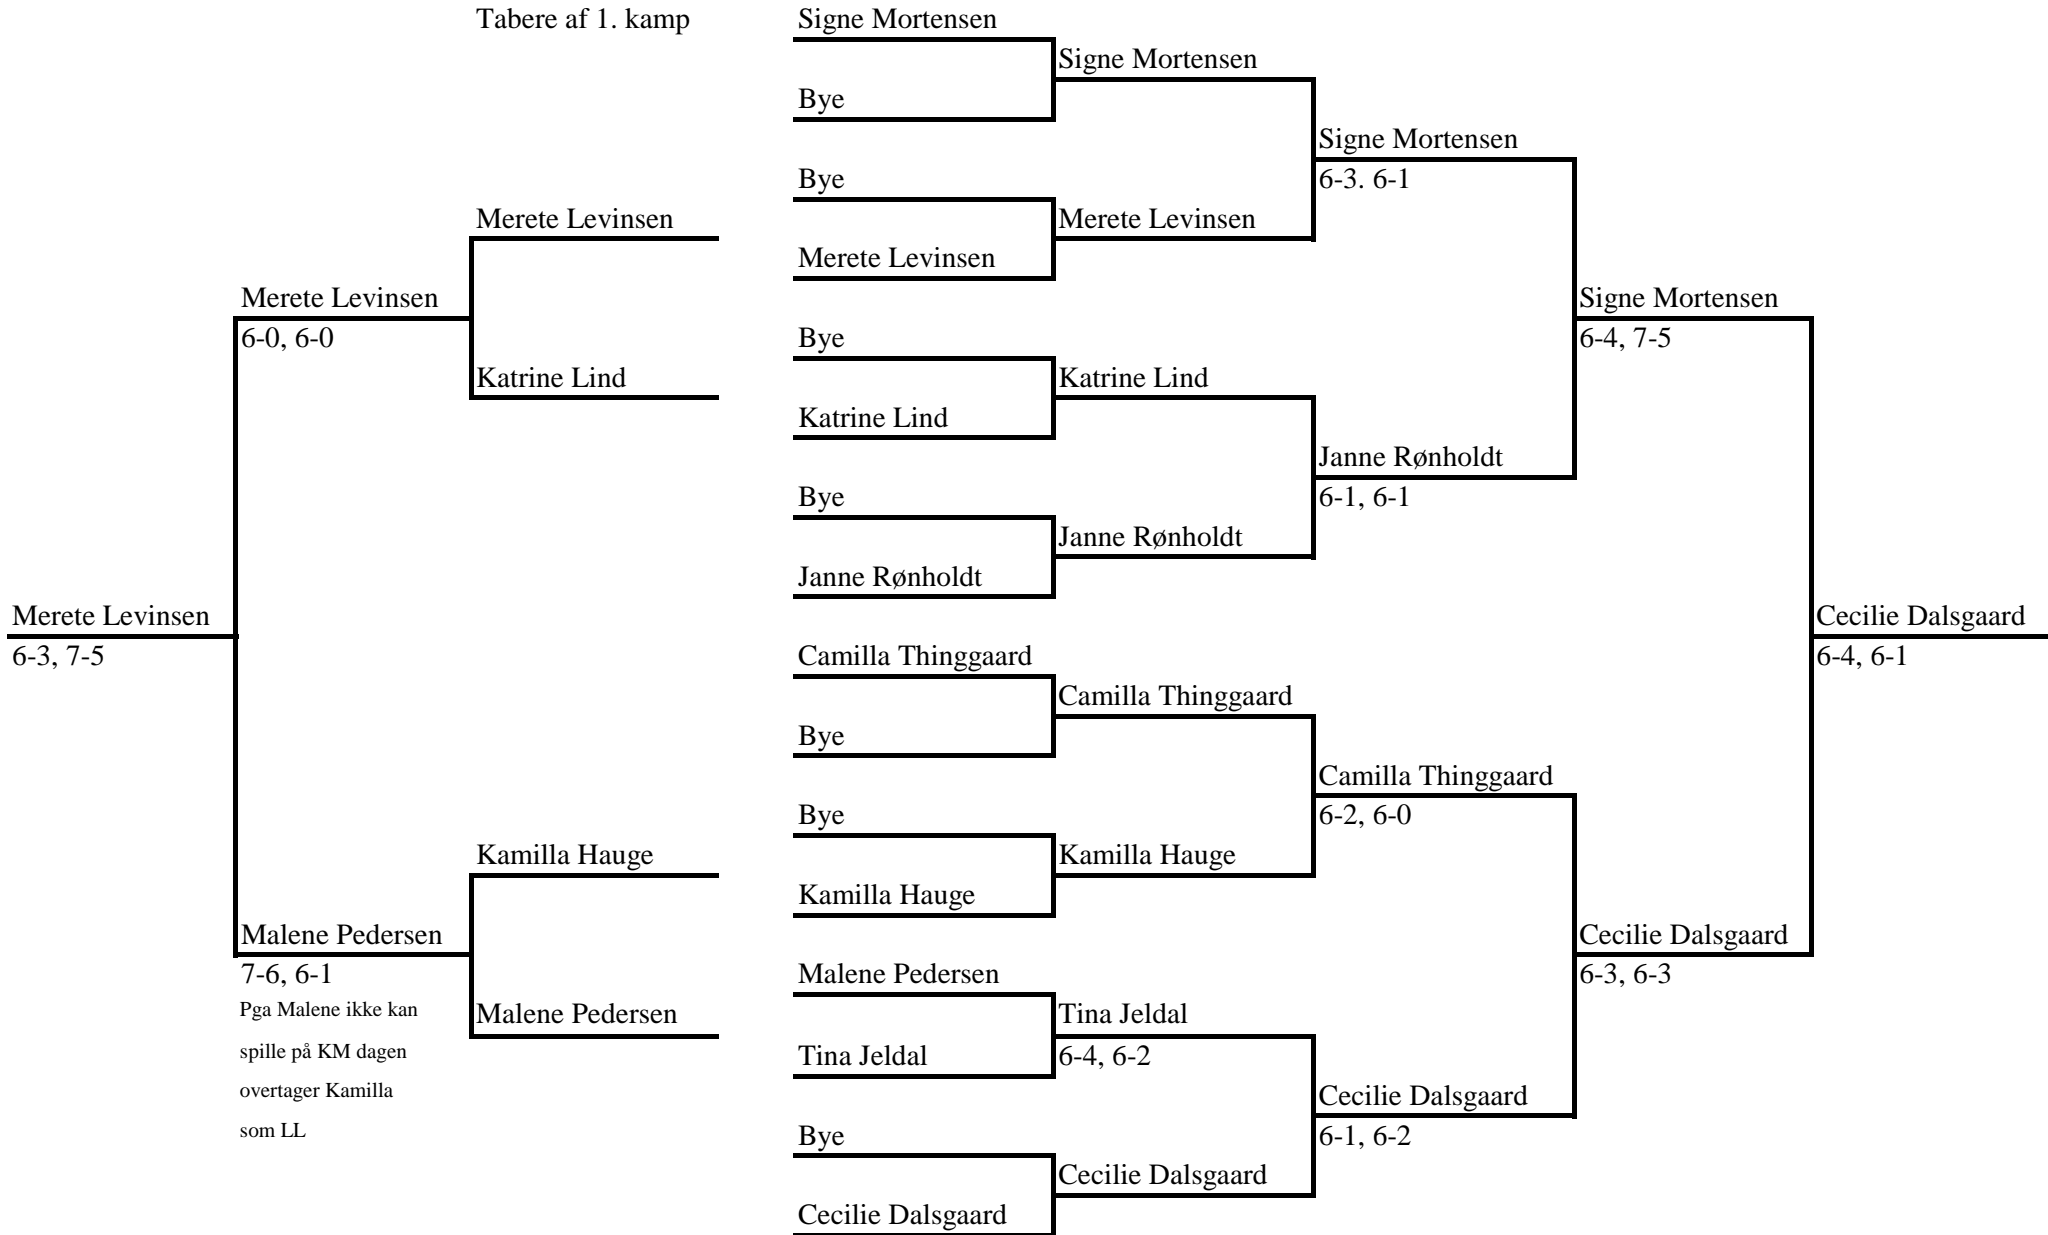 Tabere af 1. kamp
Signe Mortensen
Signe Mortensen
Bye
Signe Mortensen
Bye
6-3. 6-1
Merete Levinsen
Merete Levinsen
Merete Levinsen
Merete Levinsen
Signe Mortensen
6-0, 6-0
Bye
6-4, 7-5
Katrine Lind
Katrine Lind
Katrine Lind
Janne Rønholdt
Bye
6-1, 6-1
Janne Rønholdt
Janne Rønholdt
Merete Levinsen
Cecilie Dalsgaard
6-3, 7-5
Camilla Thinggaard
6-4, 6-1
Camilla Thinggaard
Bye
Camilla Thinggaard
Bye
6-2, 6-0
Kamilla Hauge
Kamilla Hauge
Kamilla Hauge
Malene Pedersen
Cecilie Dalsgaard
7-6, 6-1
Malene Pedersen
6-3, 6-3
Pga Malene ikke kan
spille på KM dagen
overtager Kamilla
som LL
Malene Pedersen
Tina Jeldal
Tina Jeldal
6-4, 6-2
Cecilie Dalsgaard
Bye
6-1, 6-2
Cecilie Dalsgaard
Cecilie Dalsgaard